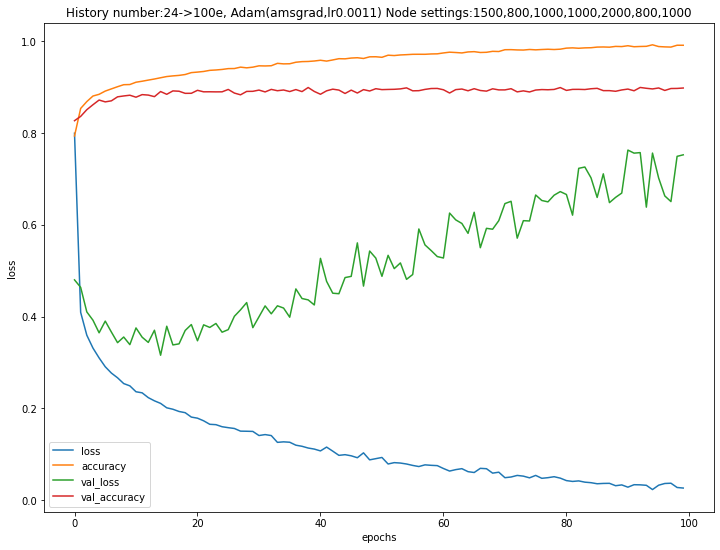 History number:24->100e, Adam(amsgrad,lr0.0011) Node settings:1500,800,1000,1000,2000,800,1000
1.0
0.8
0.6
0.4
0.2
0.0
loss
loss
accuracy
val_loss
val_accuracy
0 20 40 60 80 100
epochs